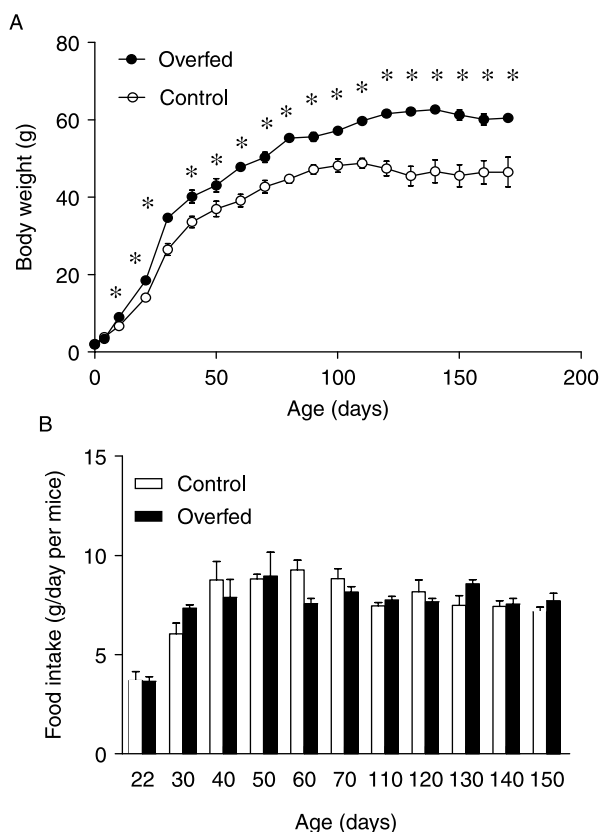 A
80
60
40
20
0
Body weight (g)
Overfed
Control
* * * * * * * * * * * * * * * * *
0 50 100 150 200
Age (days)
B
15
10
5
0
Food intake (g/day per mice)
Control
Overfed
22 30 40 50 60 70 110 120 130 140 150
Age (days)